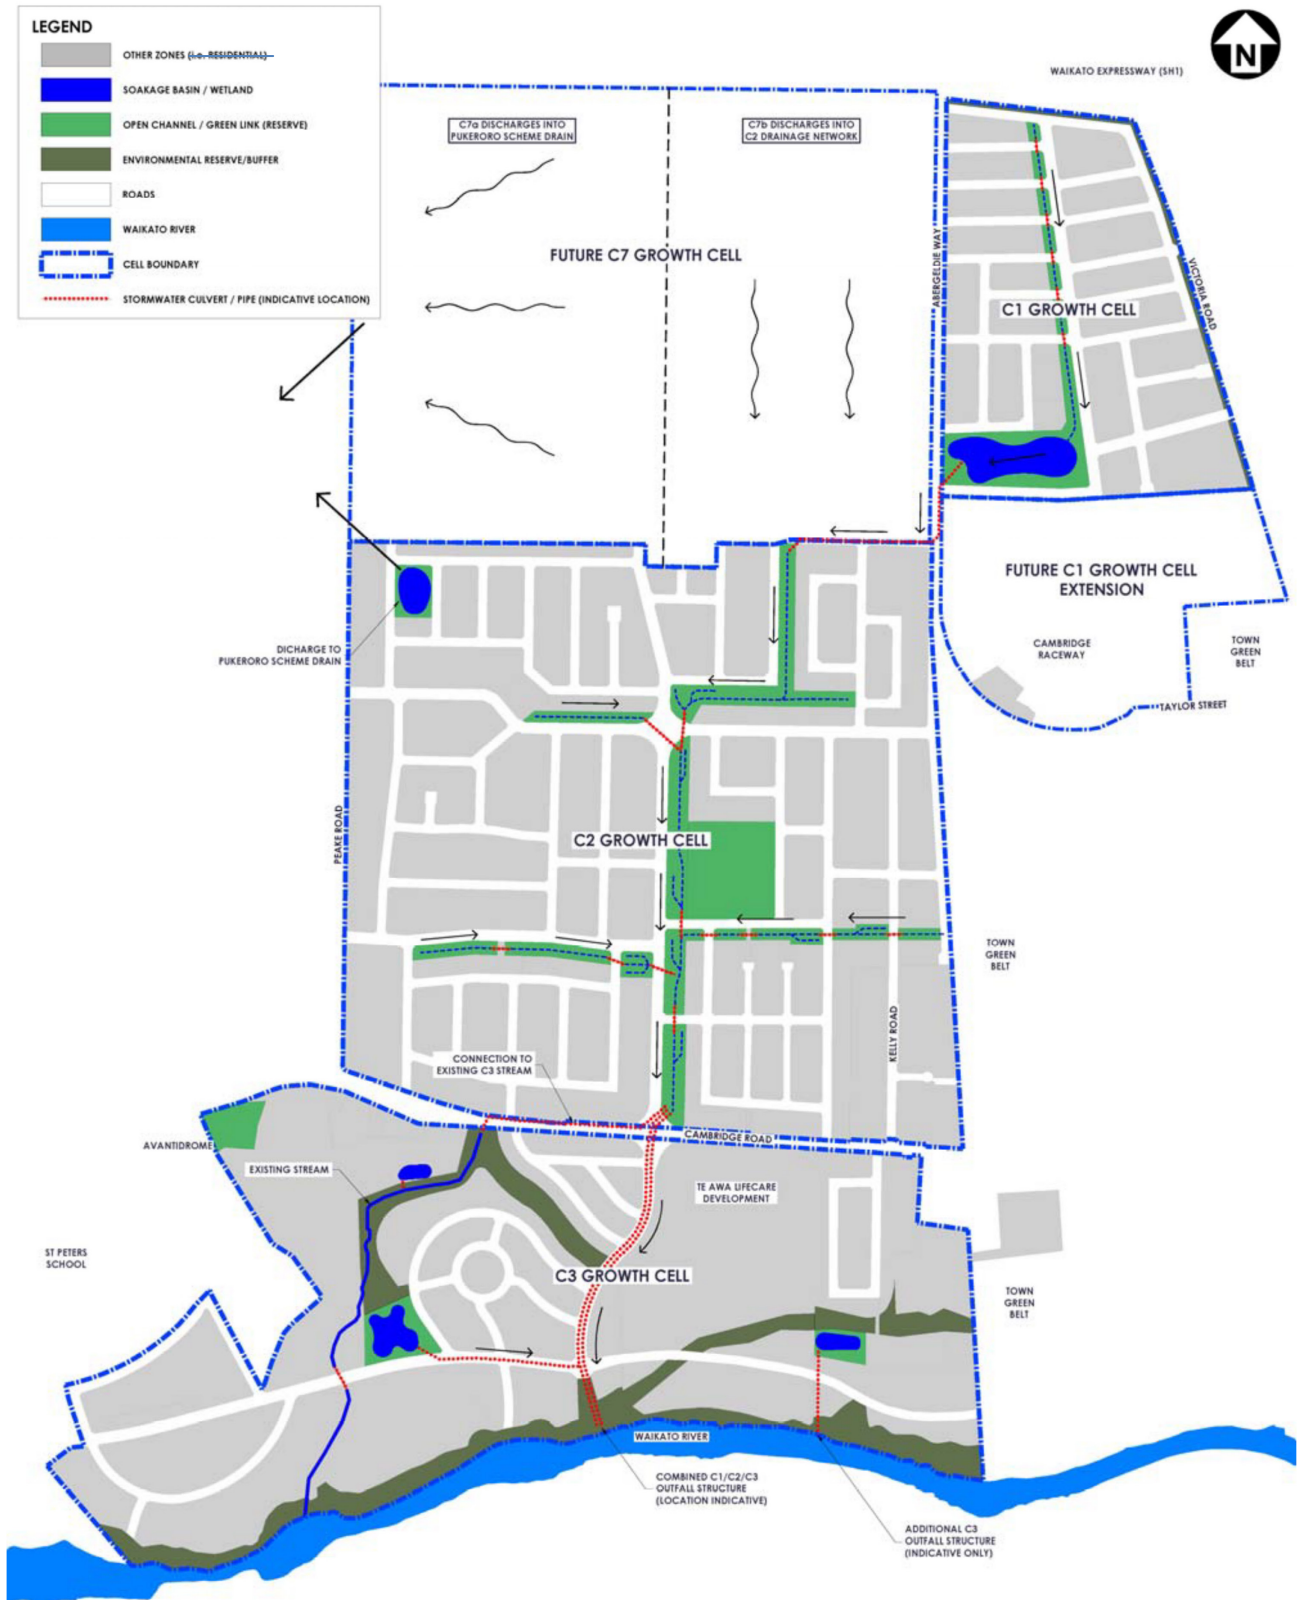 LEGEND
OTHER ZONES (i.e. RESIDENTIAL)
SOAKAGE BASIN / WETLAND
OPEN CHANNEL / GREEN LINK (RESERVE)
ENVIRONMENTAL RESERVE/BUFFER
ROADS
WAIKATO RIVER
CELL BOUNDARY
STORMWATER CULVERT / PIPE (INDICATIVE LOCATION)
N
WAIKATO EXPRESSWAY (SH1)
C7a DISCHARGES INTO
PUKERORO SCHEME DRAIN
C7b DISCHARGES INTO
C2 DRAINAGE NETWORK
FUTURE C7 GROWTH CELL
ABERGELDIE WAY
VICTORIA ROAD
C1 GROWTH CELL
FUTURE C1 GROWTH CELL
EXTENSION
CAMBRIDGE
RACEWAY
TOWN
GREEN
BELT
TAYLOR STREET
DICHARGE TO
PUKERORO SCHEME DRAIN
PEAKE ROAD
C2 GROWTH CELL
TOWN
GREEN
BELT
KELLY ROAD
CONNECTION TO
EXISTING C3 STREAM
CAMBRIDGE ROAD
AVANTIDROME
EXISTING STREAM
TE AWA LIFECARE
DEVELOPMENT
ST PETERS
SCHOOL
C3 GROWTH CELL
TOWN
GREEN
BELT
WAIKATO RIVER
COMBINED C1/C2/C3
OUTFALL STRUCTURE
(LOCATION INDICATIVE)
ADDITIONAL C3
OUTFALL STRUCTURE
(INDICATIVE ONLY)